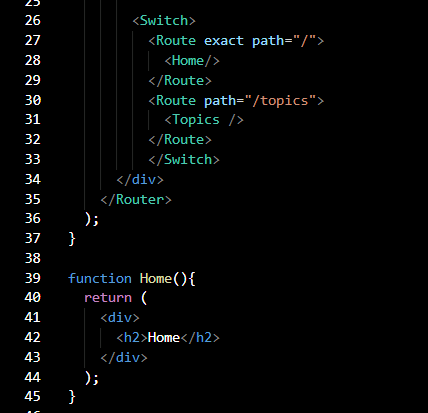 25
26         <Switch>
27           <Route exact path="/">
28             <Home/>
29           </Route>
30           <Route path="/topics">
31             <Topics />
32           </Route>
33           </Switch>
34       </div>
35     </Router>
36   );
37 }
38
39 function Home(){
40   return (
41     <div>
42       <h2>Home</h2>
43     </div>
44   );
45 }